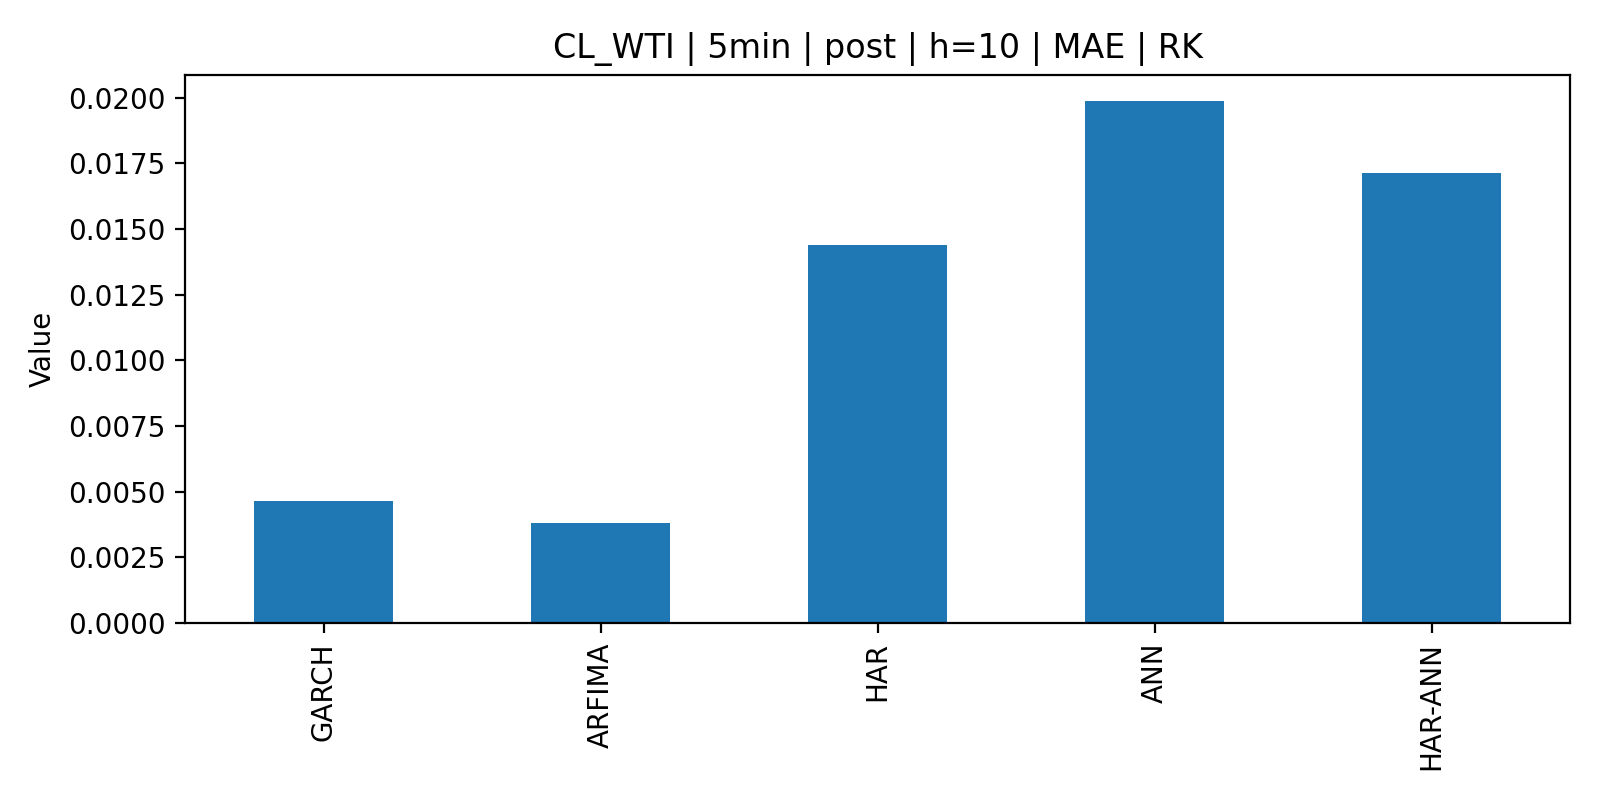 CL_WTI | 5min | post | h=10 | MAE | RK
0.0200
0.0175
0.0150
0.0125
0.0100
0.0075
0.0050
0.0025
0.0000
Value
GARCH
ARFIMA
HAR
ANN
HAR-ANN